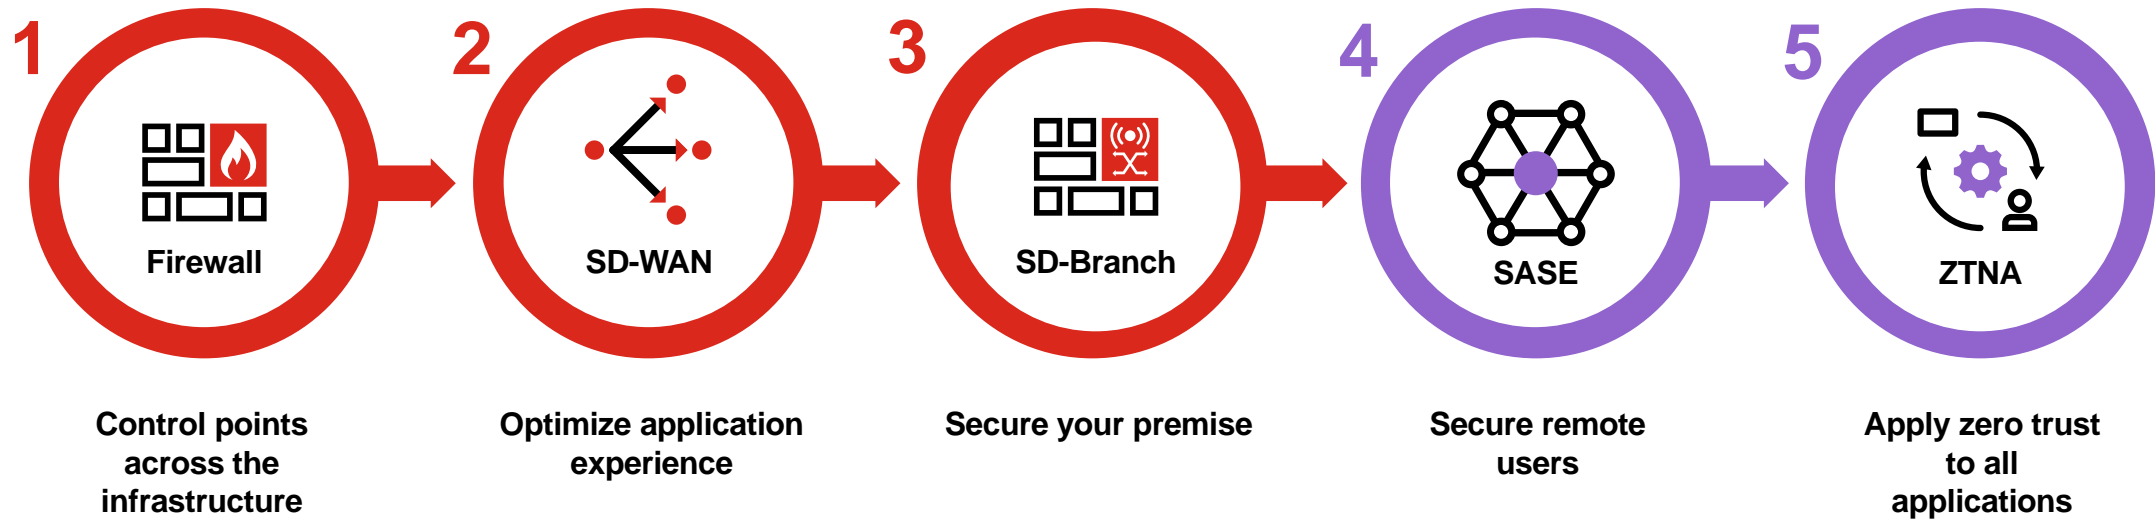 1
Firewall
Control points
across the
infrastructure
2
SD-WAN
Optimize application
experience
3
SD-Branch
Secure your premise
4
SASE
Secure remote
users
5
ZTNA
Apply zero trust
to all
applications